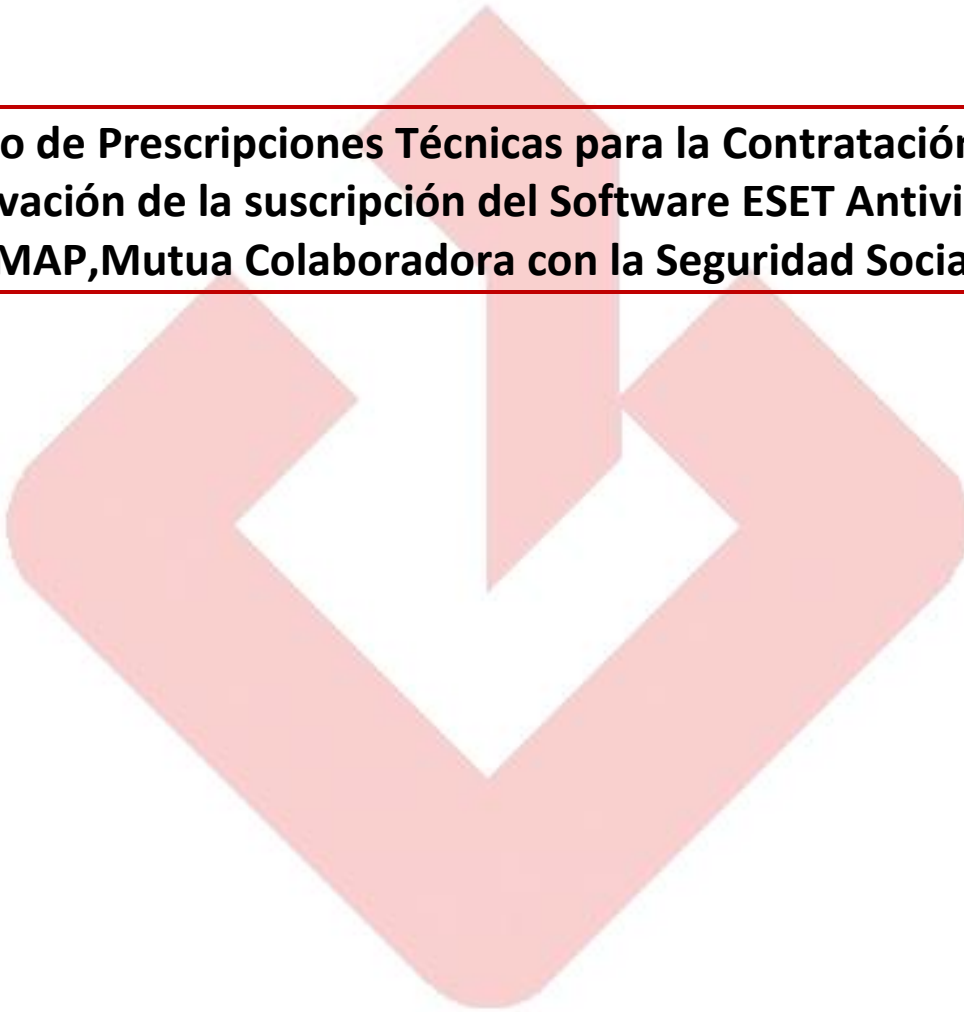 o de Prescripciones Técnicas para la Contratación
vación de la suscripción del Software ESET Antivi
MAP,Mutua Colaboradora con la Seguridad Socia